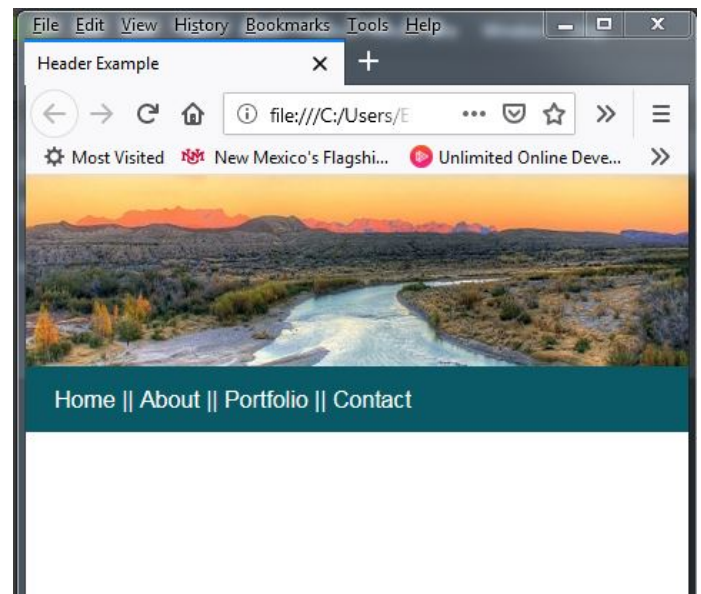 File Edit View History Bookmarks Tools Help
Header Example
file:///C:/Users/E
Most Visited New Mexico's Flagshi... Unlimited Online Deve...
Home || About || Portfolio || Contact